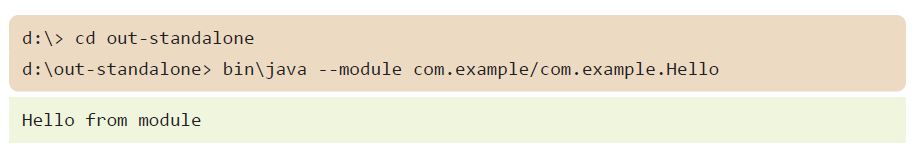 d:\> cd out-standalone
d:\out-standalone> bin\java --module com.example/com.example.Hello
Hello from module